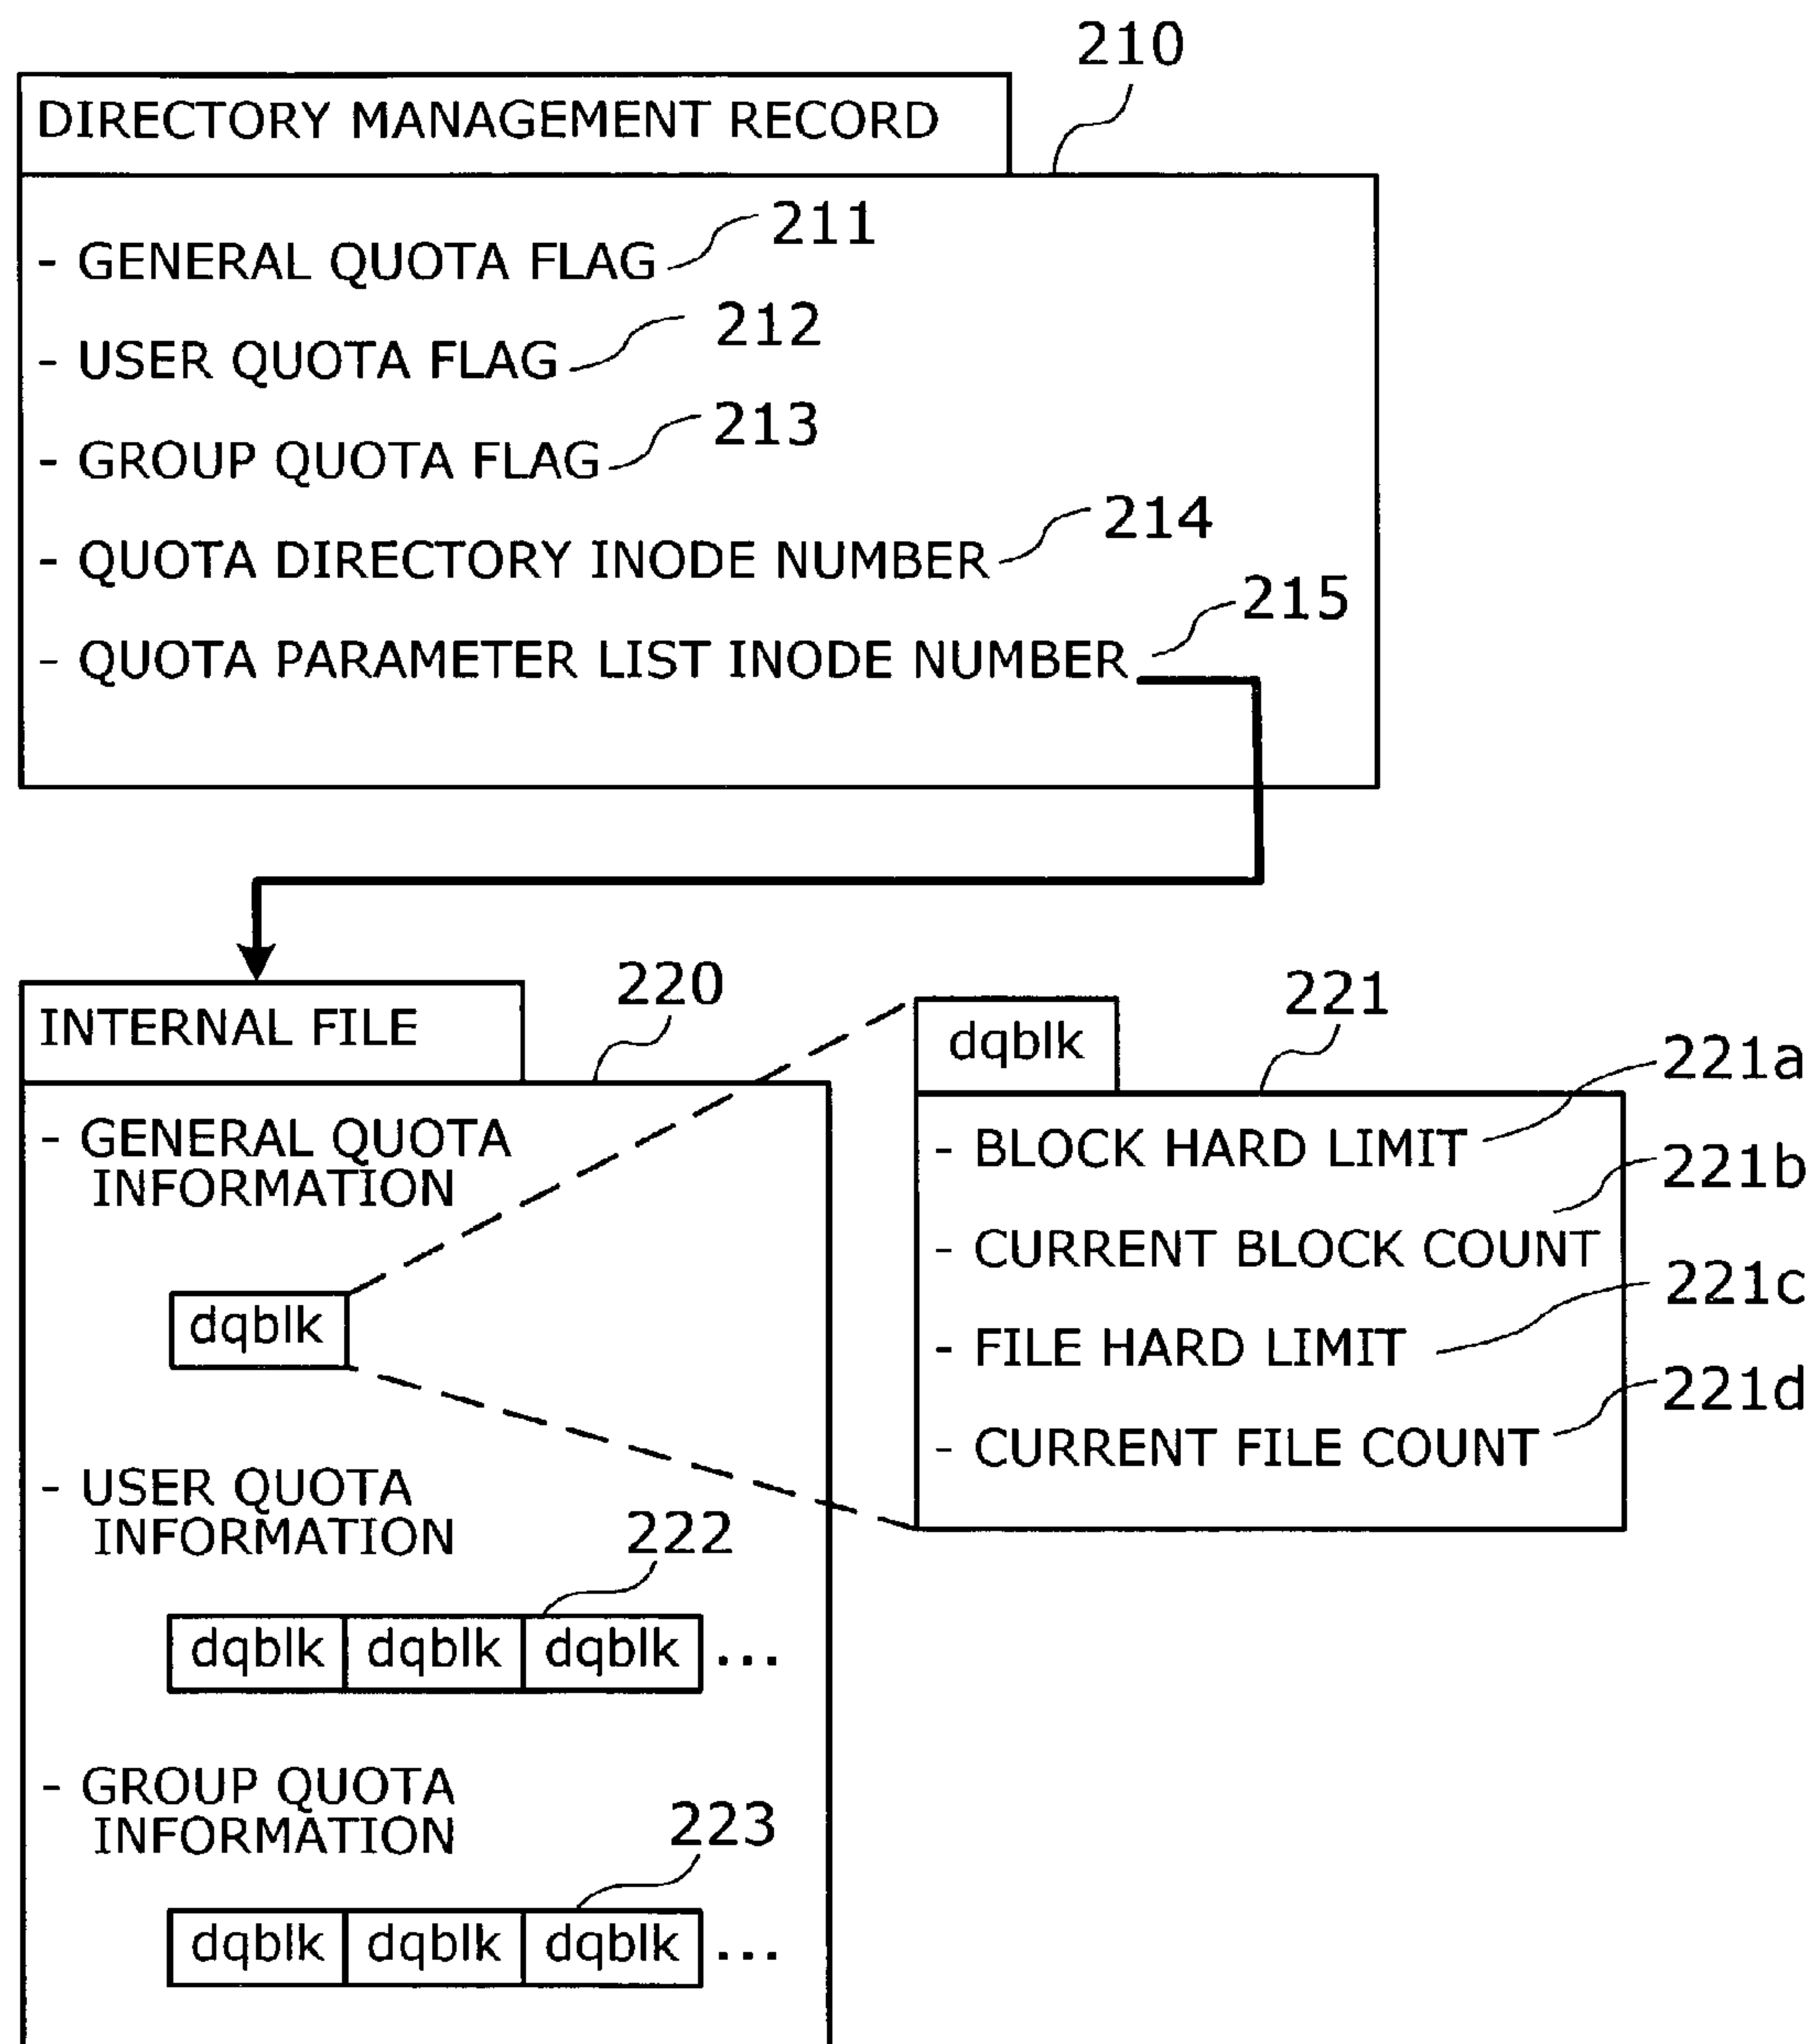 210
DIRECTORY MANAGEMENT RECORD
- GENERAL QUOTA FLAG 211
- USER QUOTA FLAG 212
- GROUP QUOTA FLAG 213
- QUOTA DIRECTORY INODE NUMBER 214
- QUOTA PARAMETER LIST INODE NUMBER 215
INTERNAL FILE
220
- GENERAL QUOTA
INFORMATION
dqblk
- USER QUOTA
INFORMATION
222
dqblk dqblk dqblk ...
- GROUP QUOTA
INFORMATION
223
dqblk dqblk dqblk ...
dqblk
221
- BLOCK HARD LIMIT 221a
- CURRENT BLOCK COUNT 221b
- FILE HARD LIMIT 221c
- CURRENT FILE COUNT 221d